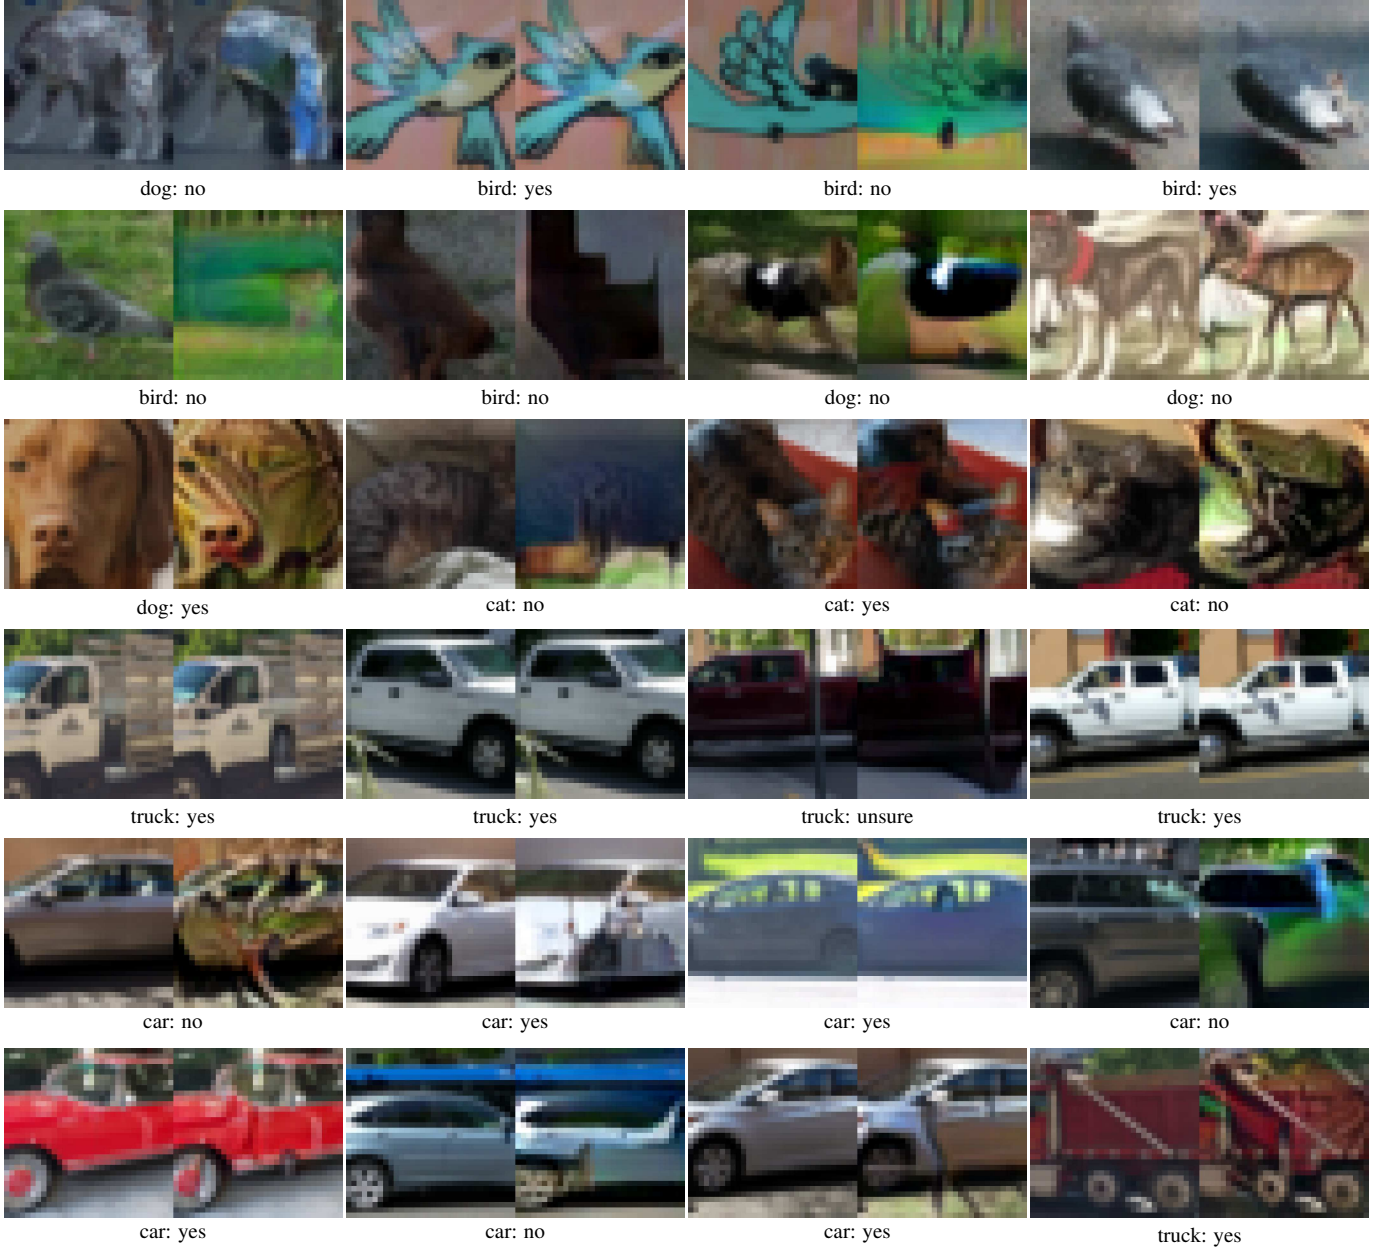 dog: no
bird: yes
bird: no
bird: yes
bird: no
bird: no
dog: no
dog: no
dog: yes
cat: no
cat: yes
cat: no
truck: yes
truck: yes
truck: unsure
truck: yes
car: no
car: yes
car: yes
car: no
car: yes
car: no
car: yes
truck: yes